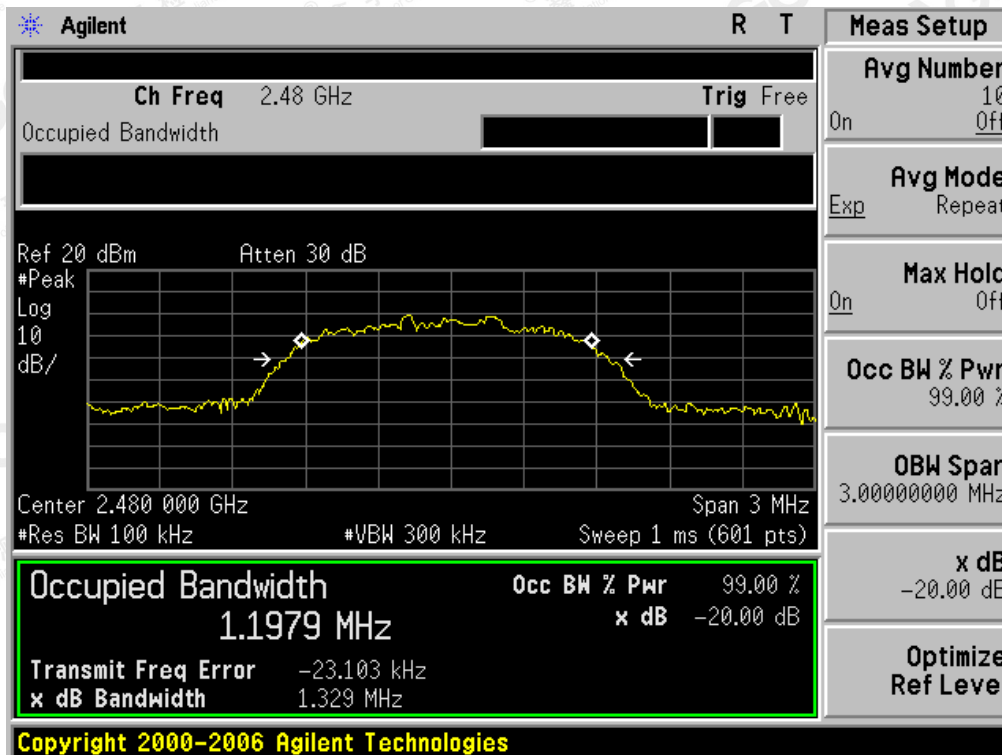 Agilent R T
Meas Setup
Ch Freq 2.48 GHz Trig Free
Occupied Bandwidth
Ref 20 dBm Atten 30 dB
#Peak
Log
10
dB/
Center 2.480 000 GHz Span 3 MHz
#Res BW 100 kHz #VBW 300 kHz Sweep 1 ms (601 pts)
Occupied Bandwidth
1.1979 MHz
Occ BW % Pwr 99.00 %
x dB -20.00 dB
Transmit Freq Error -23.103 kHz
x dB Bandwidth 1.329 MHz
Avg Number
10
On Off
Avg Mode
Exp Repeat
Max Hold
On Off
Occ BW % Pwr
99.00 %
OBW Span
3.00000000 MHz
x dB
-20.00 dB
Optimize
Ref Level
Copyright 2000-2006 Agilent Technologies